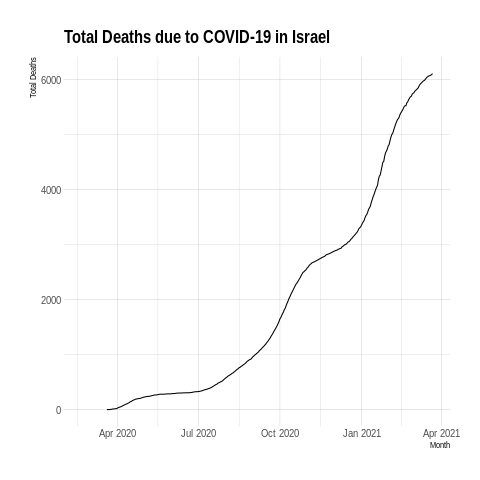 Total Deaths due to COVID-19 in Israel
Total Deaths
6000
4000
2000
0
Apr 2020 Jul 2020 Oct 2020 Jan 2021 Apr 2021
Month